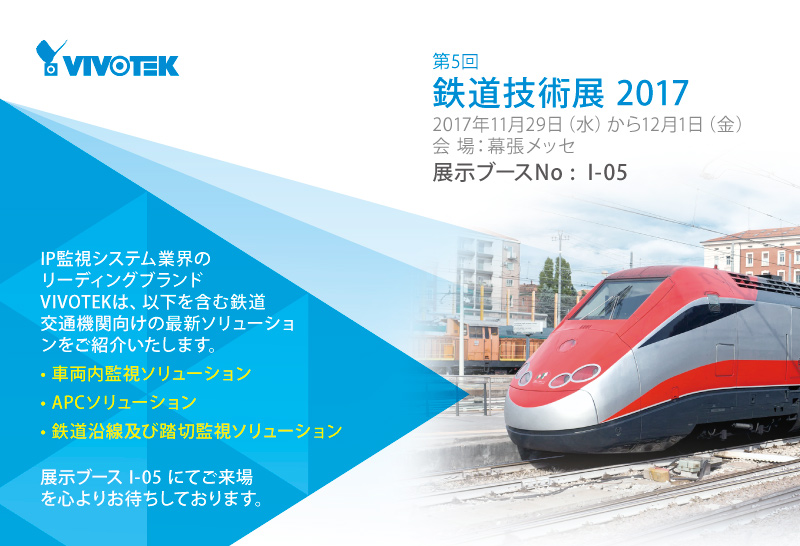 VIVOTEK
第5回
鉄道技術展 2017
2017年11月29日（水）から12月1日（金）
会 場：幕張メッセ
展示ブースNo： I-05
IP監視システム業界の
リーディングブランド
VIVOTEKは、以下を含む鉄道
交通機関向けの最新ソリューショ
ンをご紹介いたします。
• 車両内監視ソリューション
• APCソリューション
• 鉄道沿線及び踏切監視ソリューション
展示ブース I-05 にてご来場
を心よりお待ちしております。